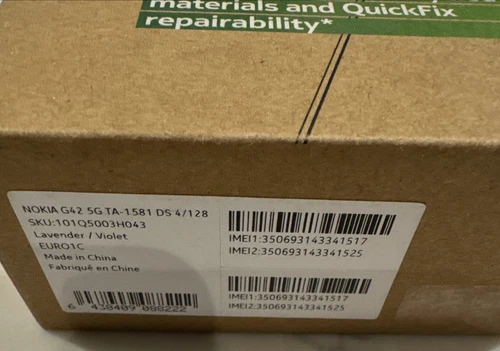 materials and QuickFix
repairability*
NOKIA G42 5G TA-1581 DS 4/128
SKU:101Q5003H043
Lavender / Violet
EURO1C
Made in China
Fabriqué en Chine
6 438409 088222
IMEI1:350693143341517
IMEI2:350693143341525
IMEI1:350693143341517
IMEI2:350693143341525